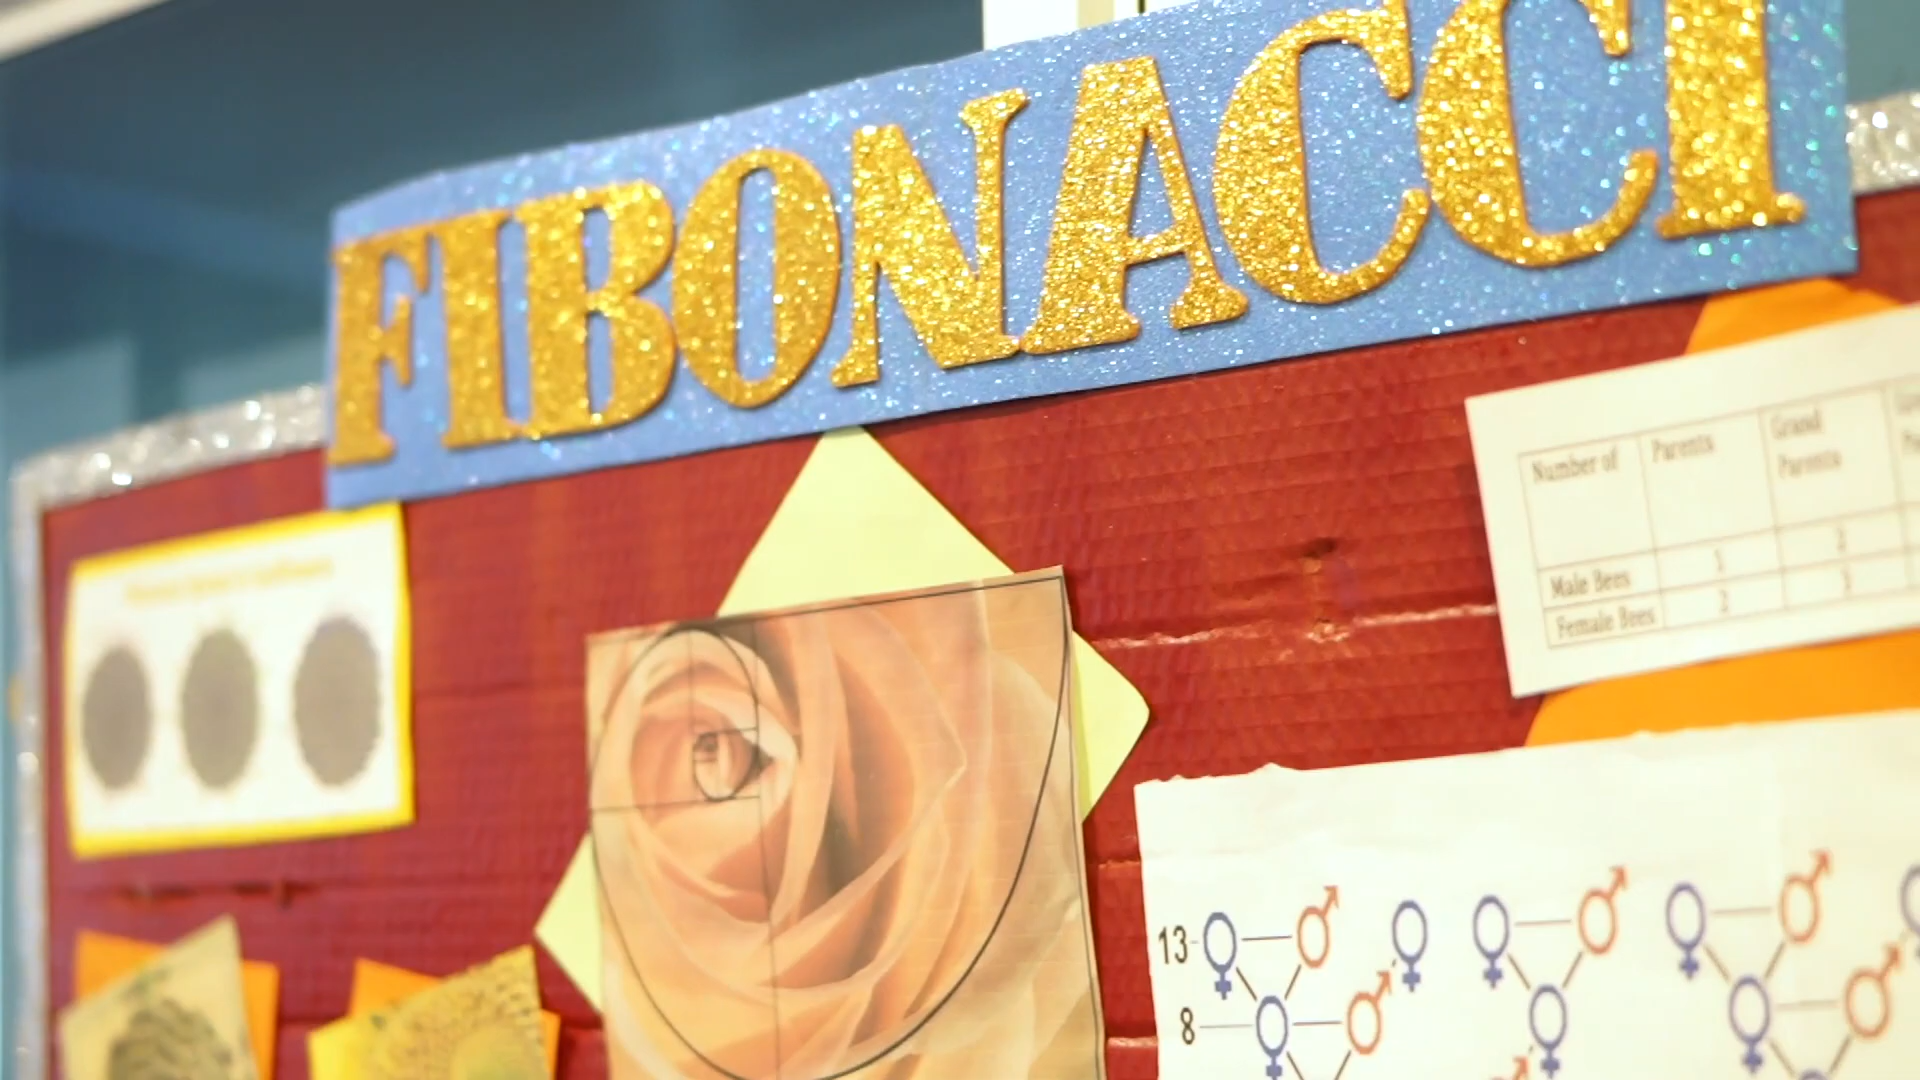 FIBONACCI
Number of Parents Grand Parents
Male Bees 1 2
Female Bees 2 3
13
8